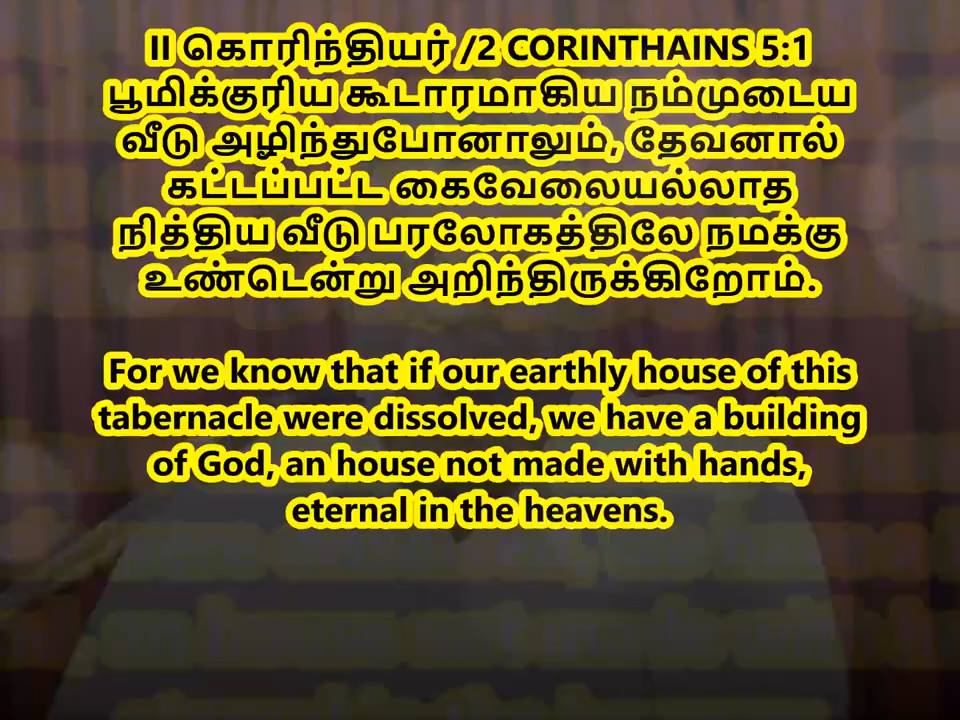 II கொரிந்தியர் /2 CORINTHAINS 5:1
பூமிக்குரிய கூடாரமாகிய நம்முடைய
வீடு அழிந்துபோனாலும், தேவனால்
கட்டப்பட்ட கைவேலையல்லாத
நித்திய வீடு பரலோகத்திலே நமக்கு
உண்டென்று அறிந்திருக்கிறோம்.
For we know that if our earthly house of this
tabernacle were dissolved, we have a building
of God, an house not made with hands,
eternal in the heavens.